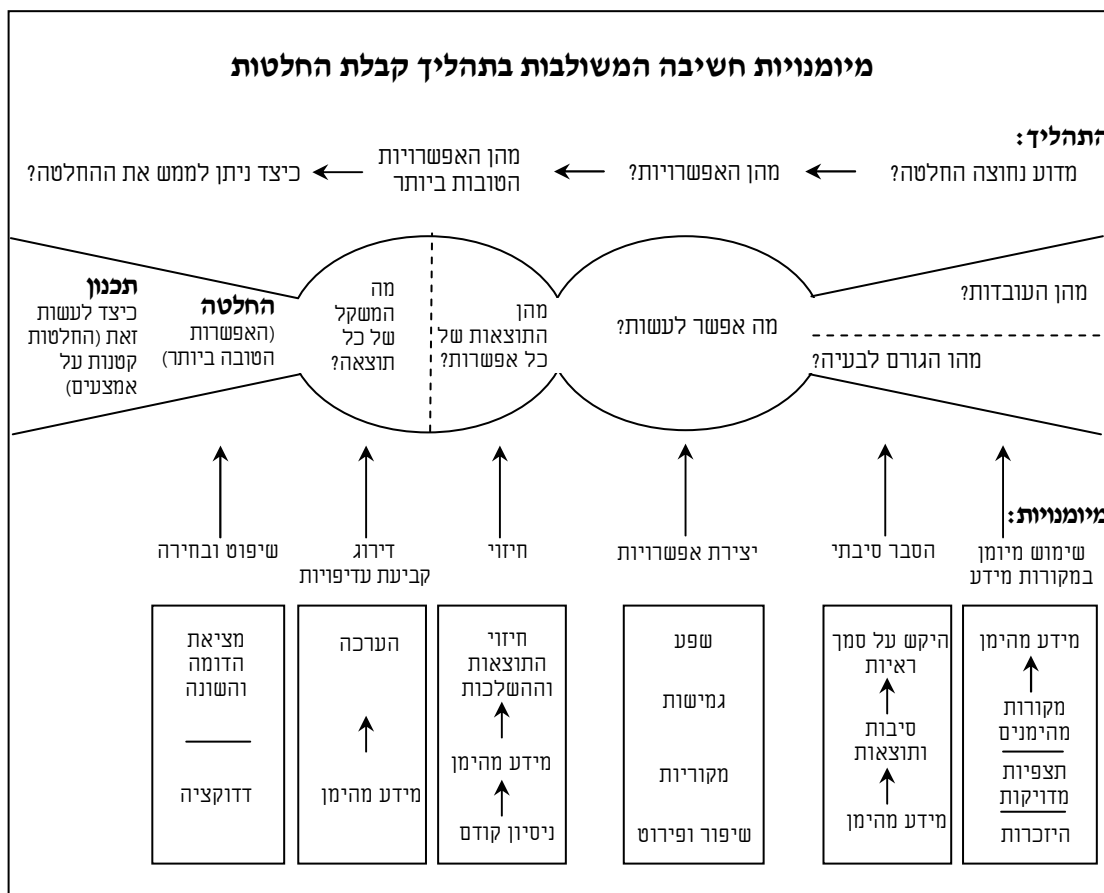 מיומנויות חשיבה המשולבות בתהליך קבלת החלטות
התהליך:
מדוע נחוצה החלטה?
מהן האפשרויות?
מהן האפשרויות
הטובות ביותר
כיצד ניתן לממש את ההחלטה?
מהן העובדות?
מהו הגורם לבעיה?
מה אפשר לעשות?
מהן
התוצאות של
כל אפשרות?
מה
המשקל
של כל
תוצאה?
החלטה
(האפשרות
הטובה ביותר)
תכנון
כיצד לעשות
זאת (החלטות
קטנות על
אמצעים)
מיומנויות:
שימוש מיומן
במקורות מידע
הסבר סיבתי
יצירת אפשרויות
חיזוי
דירוג
קביעת עדיפויות
שיפוט ובחירה
מידע מהימן
מקורות
מהימנים
תצפיות
מדויקות
היזכרות
היקש על סמך
ראיות
סיבות
ותוצאות
מידע מהימן
שפע
גמישות
מקוריות
שיפור ופירוט
חיזוי
התוצאות
וההשלכות
מידע מהימן
ניסיון קודם
הערכה
מידע מהימן
מציאת
הדומה
והשונה
דדוקציה